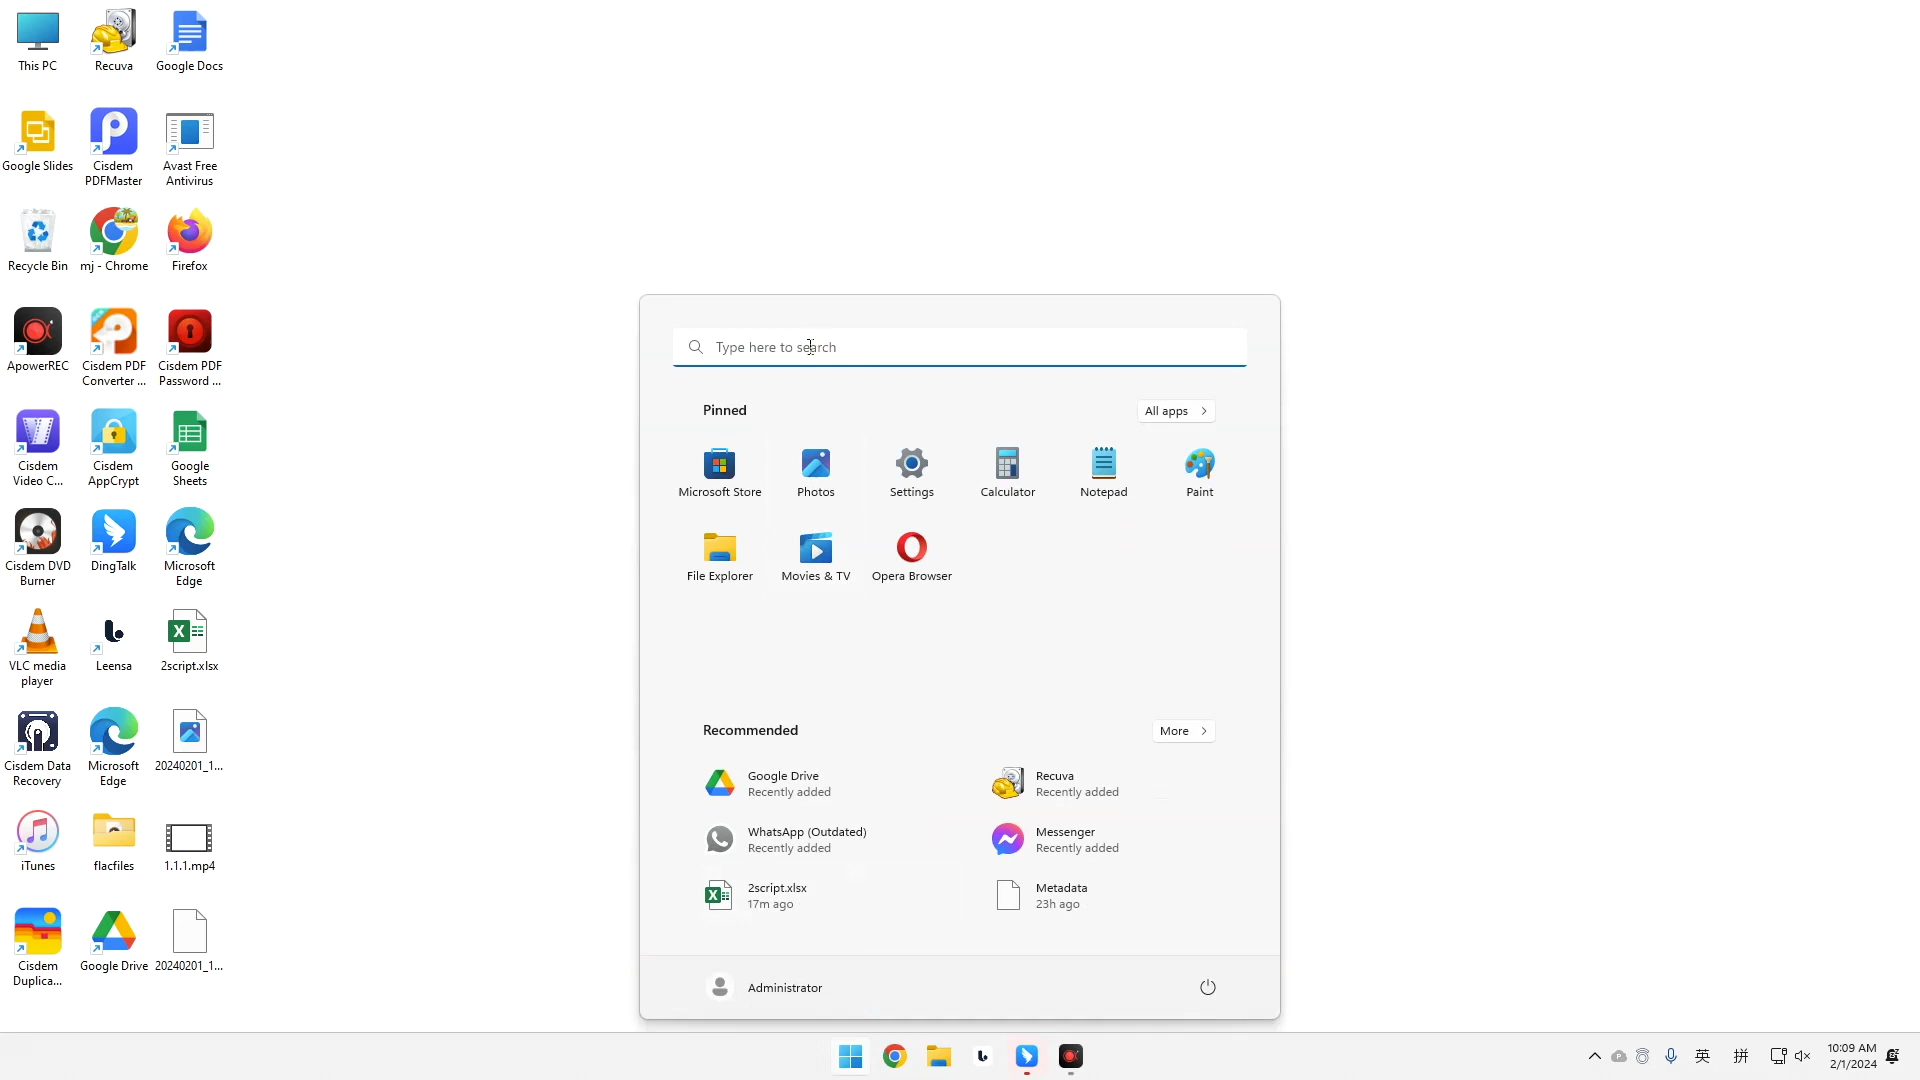 This PC
Recuva
Google Docs
Google Slides
Cisdem
PDFMaster
Avast Free
Antivirus
Recycle Bin
mj - Chrome
Firefox
ApowerREC
Cisdem PDF
Converter ...
Cisdem PDF
Password ...
Cisdem
Video C...
Cisdem
AppCrypt
Google
Sheets
Cisdem DVD
Burner
DingTalk
Microsoft
Edge
VLC media
player
Leensa
2script.xlsx
Cisdem Data
Recovery
Microsoft
Edge
20240201_1...
iTunes
flacfiles
1.1.1.mp4
Cisdem
Duplica...
Google Drive
20240201_1...
Type here to search
Pinned
All apps
Microsoft Store
Photos
Settings
Calculator
Notepad
Paint
File Explorer
Movies & TV
Opera Browser
Recommended
More
Google Drive
Recently added
Recuva
Recently added
WhatsApp (Outdated)
Recently added
Messenger
Recently added
2script.xlsx
17m ago
Metadata
23h ago
Administrator
英
拼
10:09 AM
2/1/2024